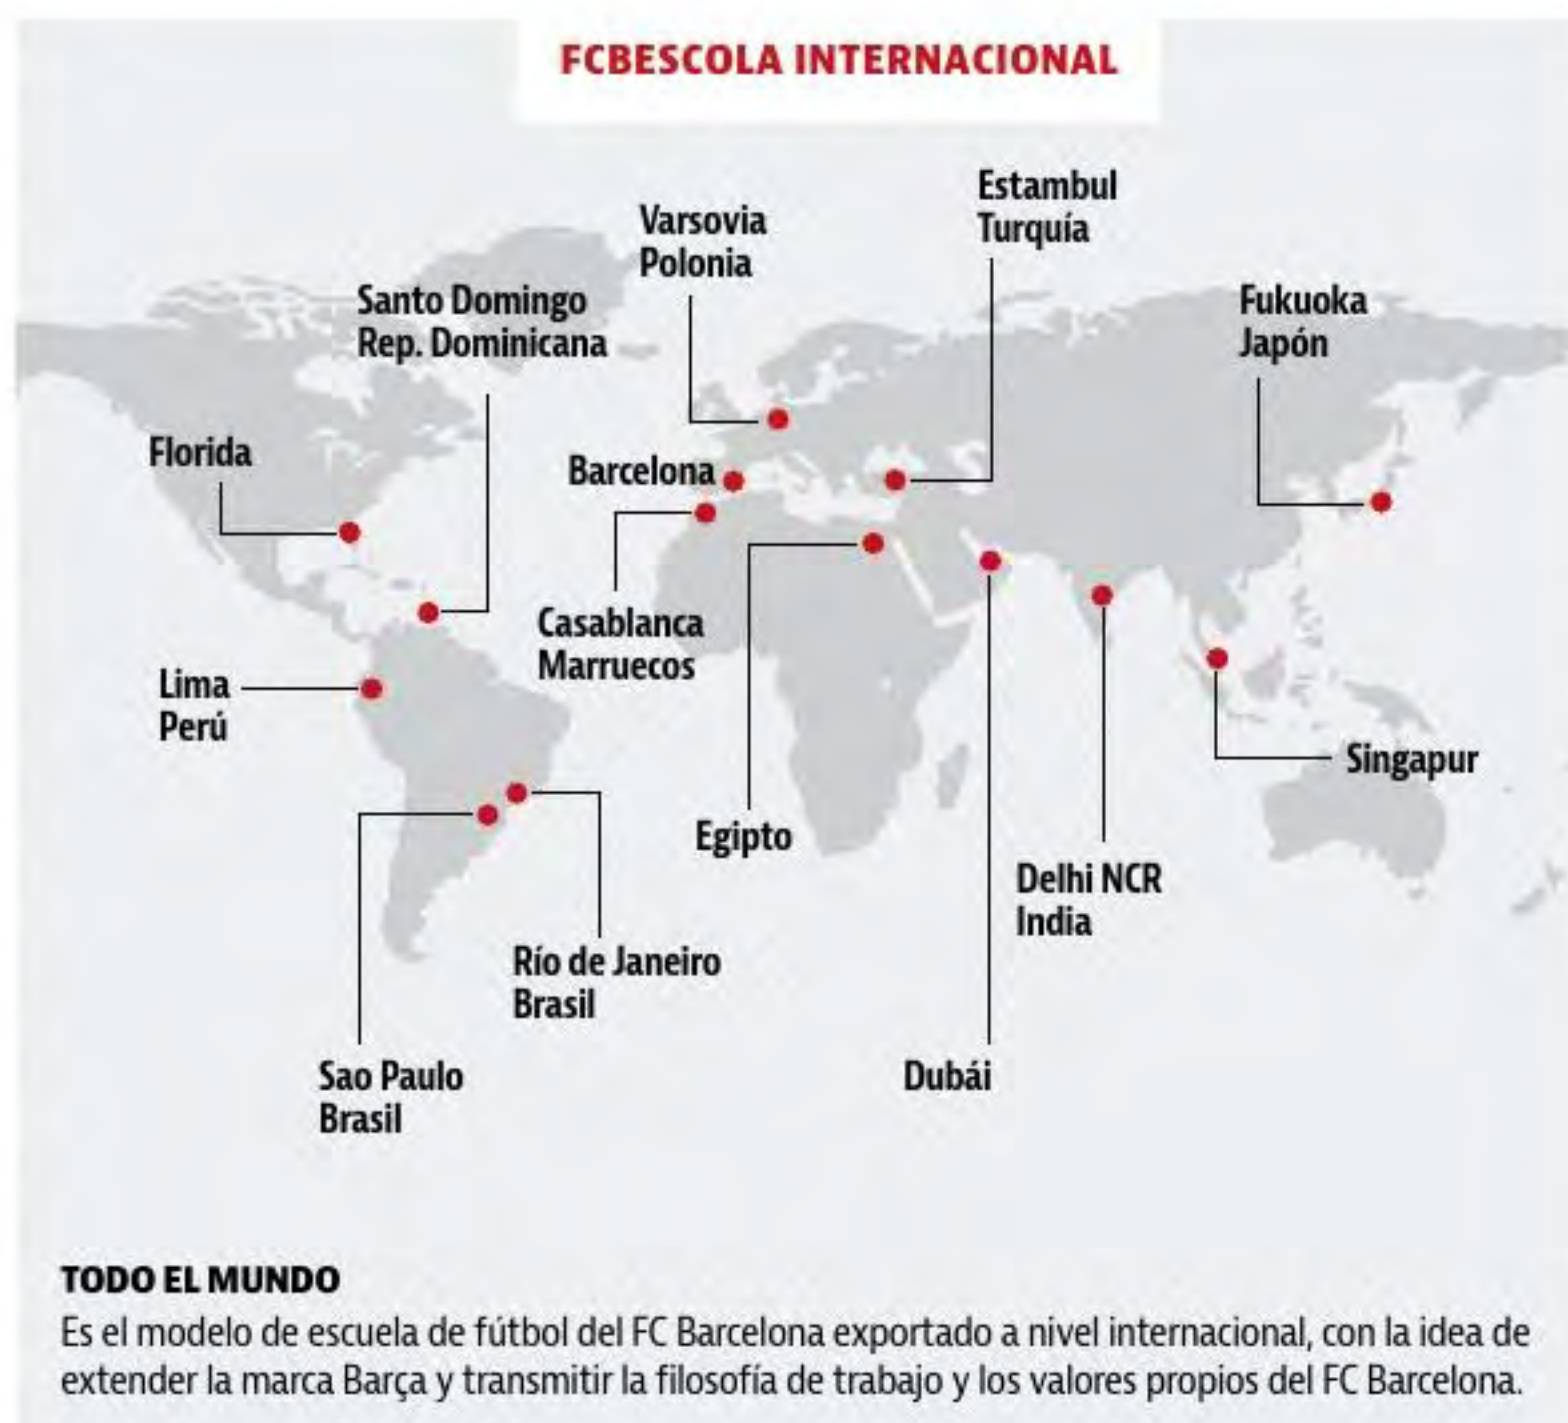 FCBESCOLA INTERNACIONAL
Estambul
Turquía
Varsovia
Polonia
Santo Domingo
Rep. Dominicana
Fukuoka
Japón
Florida
Barcelona
Casablanca
Marruecos
Lima
Perú
Singapur
Egipto
Delhi NCR
India
Río de Janeiro
Brasil
Sao Paulo
Brasil
Dubái
TODO EL MUNDO
Es el modelo de escuela de fútbol del FC Barcelona exportado a nivel internacional, con la idea de
extender la marca Barça y transmitir la filosofía de trabajo y los valores propios del FC Barcelona.